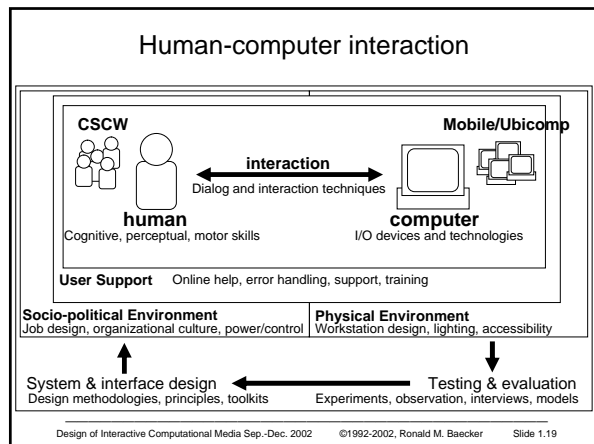 Human-computer interaction
CSCW
Mobile/Ubicomp
interaction
Dialog and interaction techniques
human
computer
Cognitive, perceptual, motor skills
I/O devices and technologies
User Support Online help, error handling, support, training
Socio-political Environment
Job design, organizational culture, power/control
Physical Environment
Workstation design, lighting, accessibility
System & interface design
Design methodologies, principles, toolkits
Testing & evaluation
Experiments, observation, interviews, models
Design of Interactive Computational Media Sep.-Dec. 2002 ©1992-2002, Ronald M. Baecker Slide 1.19